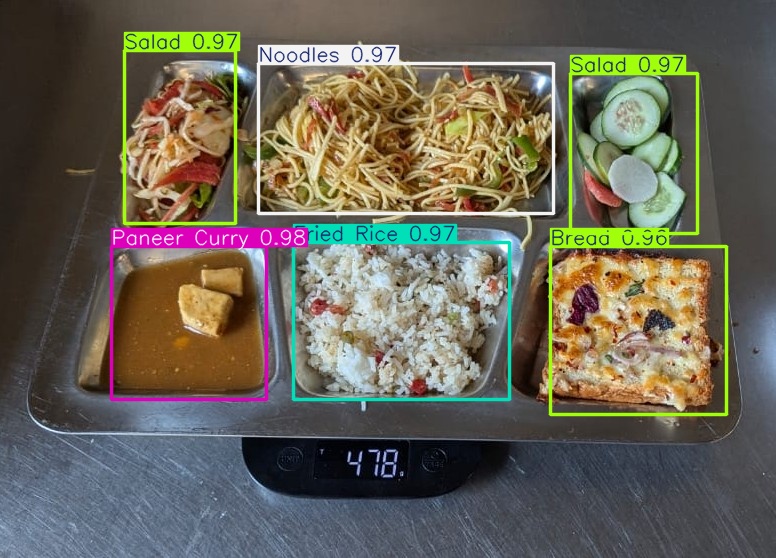 Salad 0.97
Noodles 0.97
Salad 0.97
Paneer Curry 0.98
Fried Rice 0.97
Bread 0.96
478
UNIT